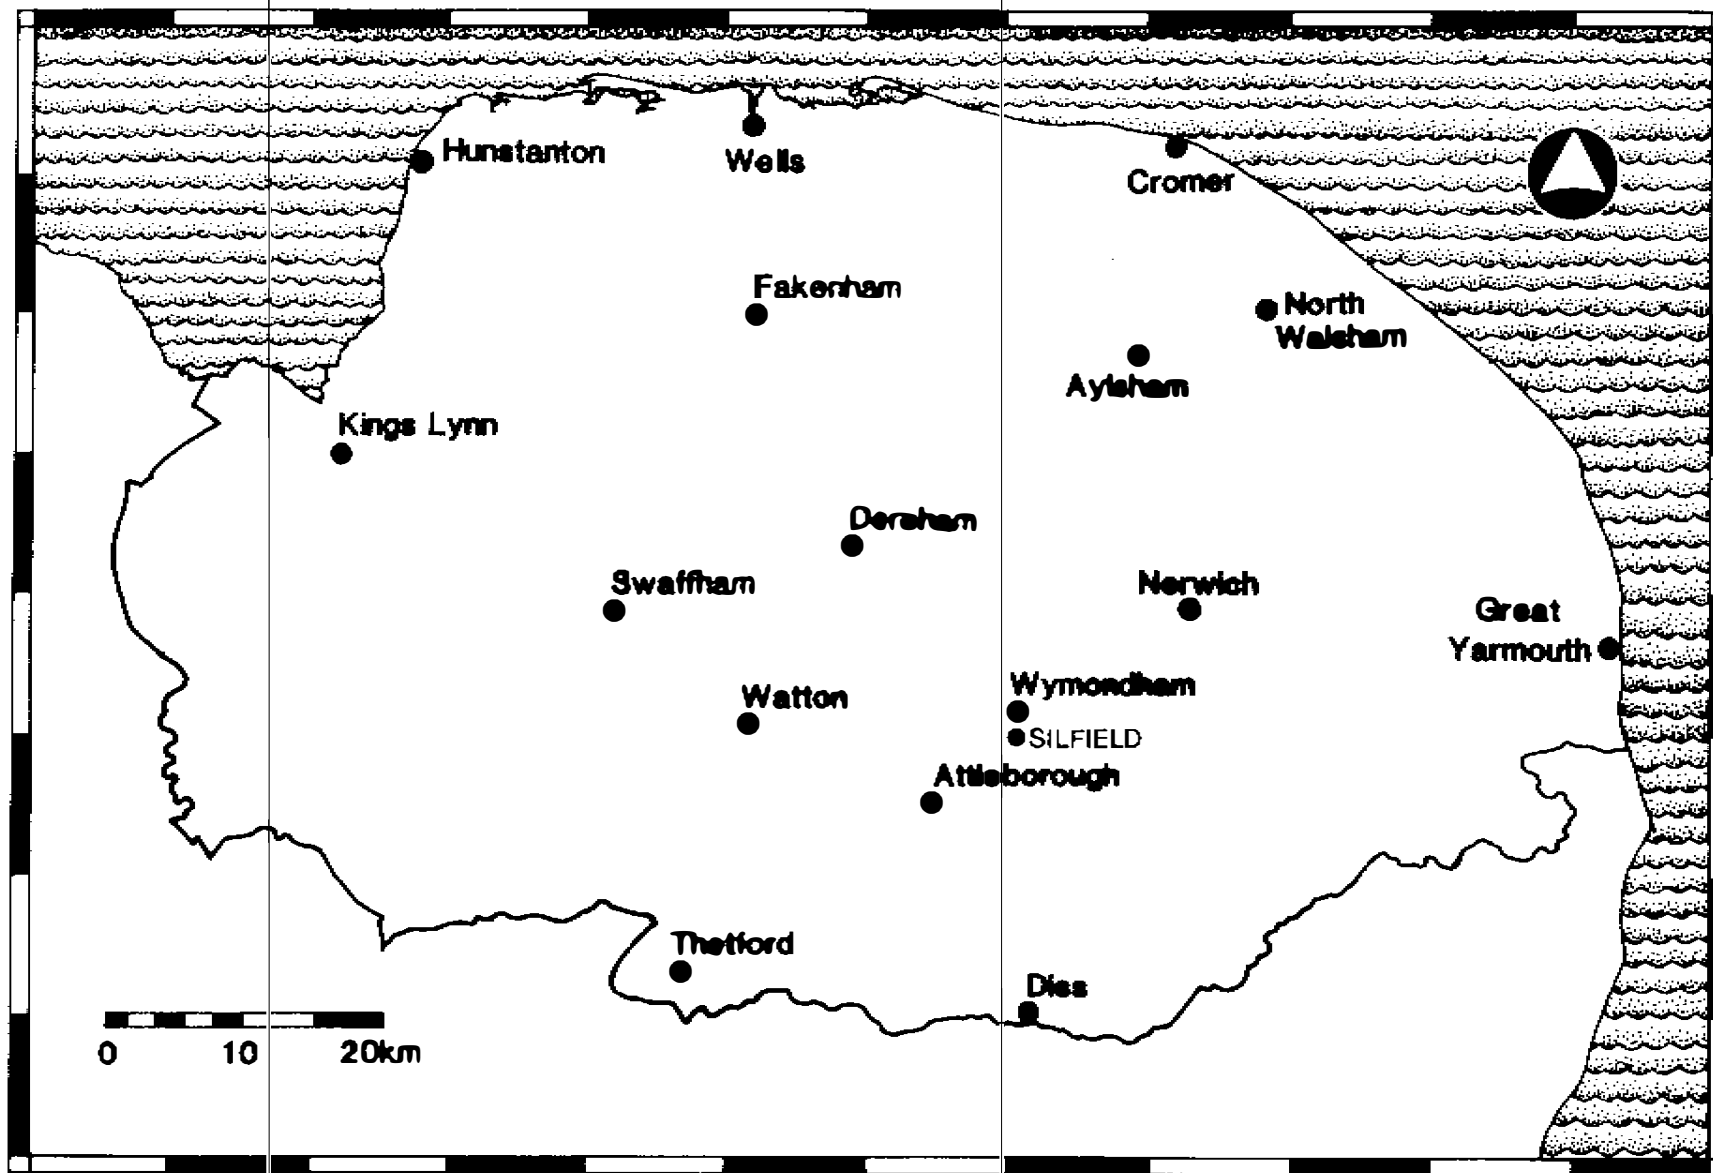 Hunstanton
Wells
Cromer
Fakenham
North
Walsham
Aylsham
Kings Lynn
Dereham
Swaffham
Norwich
Great
Yarmouth
Wymondham
Watton
SILFIELD
Attleborough
Thetford
Diss
0 10 20km